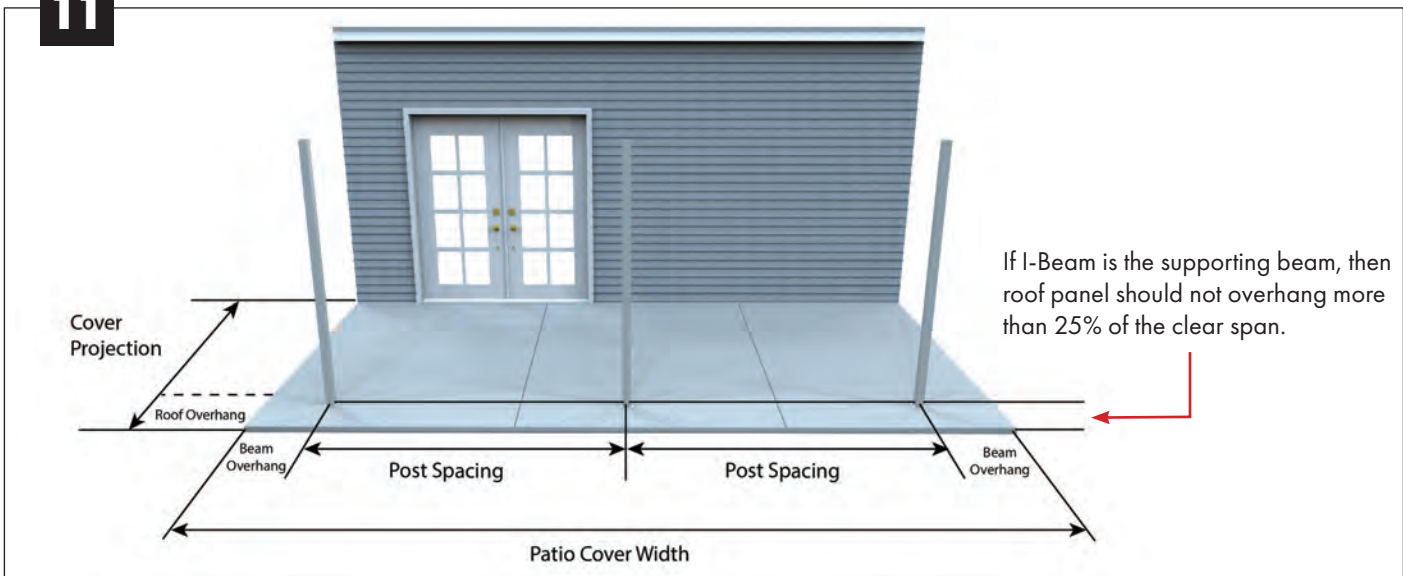 11
If I-Beam is the supporting beam, then
roof panel should not overhang more
than 25% of the clear span.
Cover
Projection
Roof Overhang
Beam
Overhang
Post Spacing
Post Spacing
Beam
Overhang
Patio Cover Width